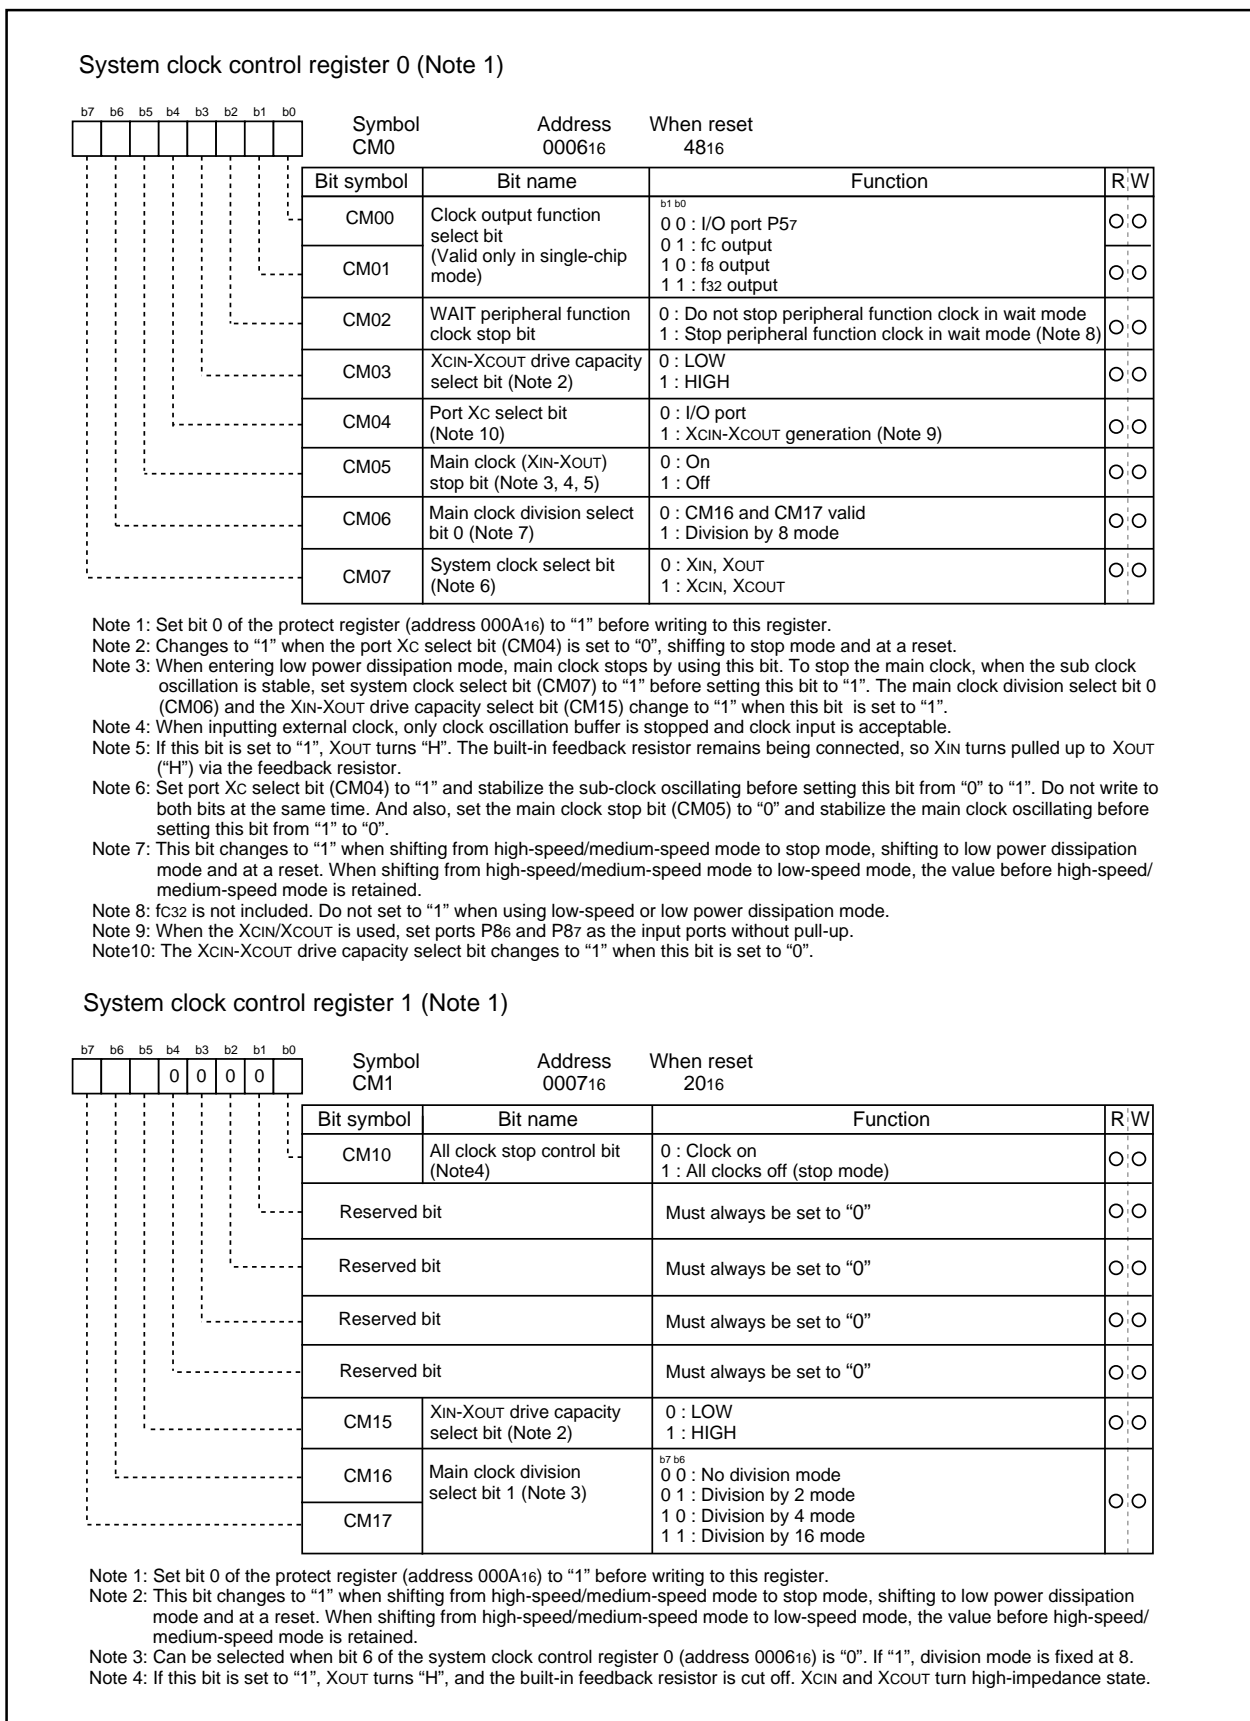 System clock control register 0 (Note 1)
b7 b6 b5 b4 b3 b2 b1 b0
Symbol Address When reset
CM0 000616 4816
Bit symbol Bit name Function R W
CM00 Clock output function select bit (Valid only in single-chip mode)
CM01
b1 b0
0 0 : I/O port P57
0 1 : fC output
1 0 : f8 output
1 1 : f32 output
CM02 WAIT peripheral function clock stop bit
0 : Do not stop peripheral function clock in wait mode
1 : Stop peripheral function clock in wait mode (Note 8)
CM03 XCIN-XCOUT drive capacity select bit (Note 2)
0 : LOW
1 : HIGH
CM04 Port XC select bit (Note 10)
0 : I/O port
1 : XCIN-XCOUT generation (Note 9)
CM05 Main clock (XIN-XOUT) stop bit (Note 3, 4, 5)
0 : On
1 : Off
CM06 Main clock division select bit 0 (Note 7)
0 : CM16 and CM17 valid
1 : Division by 8 mode
CM07 System clock select bit (Note 6)
0 : XIN, XOUT
1 : XCIN, XCOUT
Note 1: Set bit 0 of the protect register (address 000A16) to “1” before writing to this register.
Note 2: Changes to “1” when the port XC select bit (CM04) is set to “0”, shiffing to stop mode and at a reset.
Note 3: When entering low power dissipation mode, main clock stops by using this bit. To stop the main clock, when the sub clock
oscillation is stable, set system clock select bit (CM07) to “1” before setting this bit to “1”. The main clock division select bit 0
(CM06) and the XIN-XOUT drive capacity select bit (CM15) change to “1” when this bit is set to “1”.
Note 4: When inputting external clock, only clock oscillation buffer is stopped and clock input is acceptable.
Note 5: If this bit is set to “1”, XOUT turns “H”. The built-in feedback resistor remains being connected, so XIN turns pulled up to XOUT
(“H”) via the feedback resistor.
Note 6: Set port XC select bit (CM04) to “1” and stabilize the sub-clock oscillating before setting this bit from “0” to “1”. Do not write to
both bits at the same time. And also, set the main clock stop bit (CM05) to “0” and stabilize the main clock oscillating before
setting this bit from “1” to “0”.
Note 7: This bit changes to “1” when shifting from high-speed/medium-speed mode to stop mode, shifting to low power dissipation
mode and at a reset. When shifting from high-speed/medium-speed mode to low-speed mode, the value before high-speed/
medium-speed mode is retained.
Note 8: fC32 is not included. Do not set to “1” when using low-speed or low power dissipation mode.
Note 9: When the XCIN/XCOUT is used, set ports P86 and P87 as the input ports without pull-up.
Note10: The XCIN-XCOUT drive capacity select bit changes to “1” when this bit is set to “0”.
System clock control register 1 (Note 1)
b7 b6 b5 b4 b3 b2 b1 b0
0 0 0 0
Symbol Address When reset
CM1 000716 2016
Bit symbol Bit name Function R W
CM10 All clock stop control bit (Note4)
0 : Clock on
1 : All clocks off (stop mode)
Reserved bit Must always be set to “0”
Reserved bit Must always be set to “0”
Reserved bit Must always be set to “0”
Reserved bit Must always be set to “0”
CM15 XIN-XOUT drive capacity select bit (Note 2)
0 : LOW
1 : HIGH
CM16 Main clock division select bit 1 (Note 3)
CM17
b7 b6
0 0 : No division mode
0 1 : Division by 2 mode
1 0 : Division by 4 mode
1 1 : Division by 16 mode
Note 1: Set bit 0 of the protect register (address 000A16) to “1” before writing to this register.
Note 2: This bit changes to “1” when shifting from high-speed/medium-speed mode to stop mode, shifting to low power dissipation
mode and at a reset. When shifting from high-speed/medium-speed mode to low-speed mode, the value before high-speed/
medium-speed mode is retained.
Note 3: Can be selected when bit 6 of the system clock control register 0 (address 000616) is “0”. If “1”, division mode is fixed at 8.
Note 4: If this bit is set to “1”, XOUT turns “H”, and the built-in feedback resistor is cut off. XCIN and XCOUT turn high-impedance state.